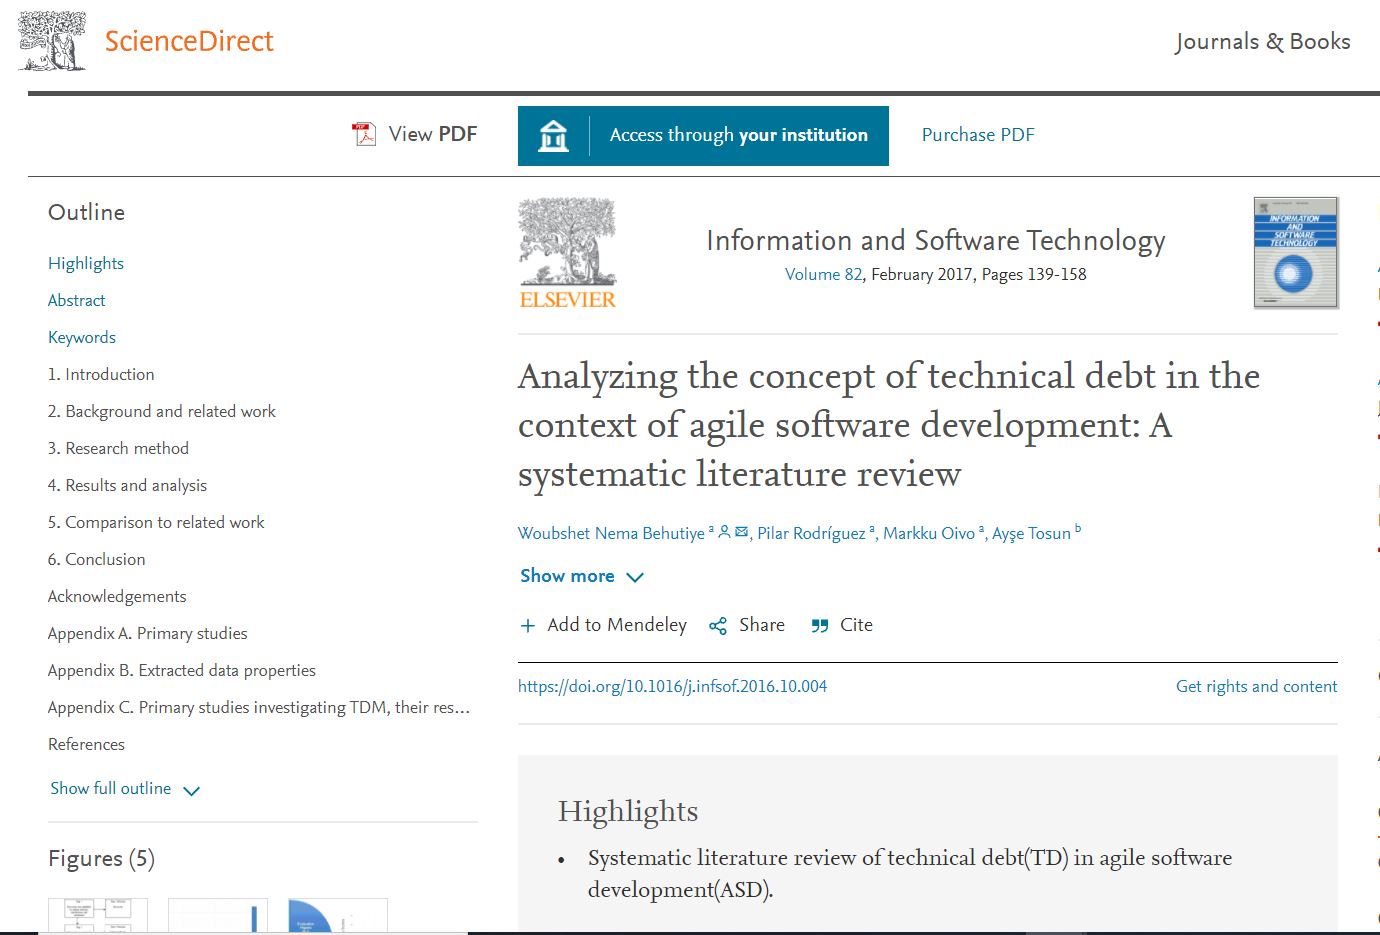 ScienceDirect
Journals & Books
View PDF
Access through your institution
Purchase PDF
Outline
Highlights
Abstract
Keywords
1. Introduction
2. Background and related work
3. Research method
4. Results and analysis
5. Comparison to related work
6. Conclusion
Acknowledgements
Appendix A. Primary studies
Appendix B. Extracted data properties
Appendix C. Primary studies investigating TDM, their res...
References
Show full outline
Figures (5)
ELSEVIER
Information and Software Technology
Volume 82, February 2017, Pages 139-158
INFORMATION
AND
SOFTWARE
TECHNOLOGY
Analyzing the concept of technical debt in the
context of agile software development: A
systematic literature review
Woubshet Nema Behutiye a, Pilar Rodríguez a, Markku Oivo a, Ayşe Tosun b
Show more
Add to Mendeley
Share
Cite
https://doi.org/10.1016/j.infsof.2016.10.004
Get rights and content
Highlights
• Systematic literature review of technical debt(TD) in agile software
development(ASD).